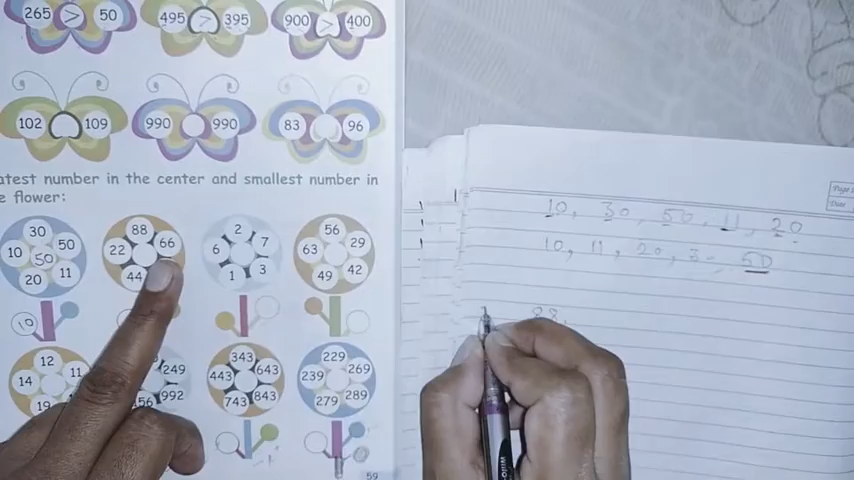 265 > 50 495 > 395 900 > 400
102 109 990 990 83 96
atest number in the center and smallest number in
e flower:
30 50 11 20 10 50
88 66 44 22
2 7 3 1 6
56 29 42 49 63
10
12 11 19 14
249 992
343 643 843 743 443
229 269 289 279 239
59
10, 30, 50, 11, 20.
10, 11, 20, 3 , 50
88,
Date